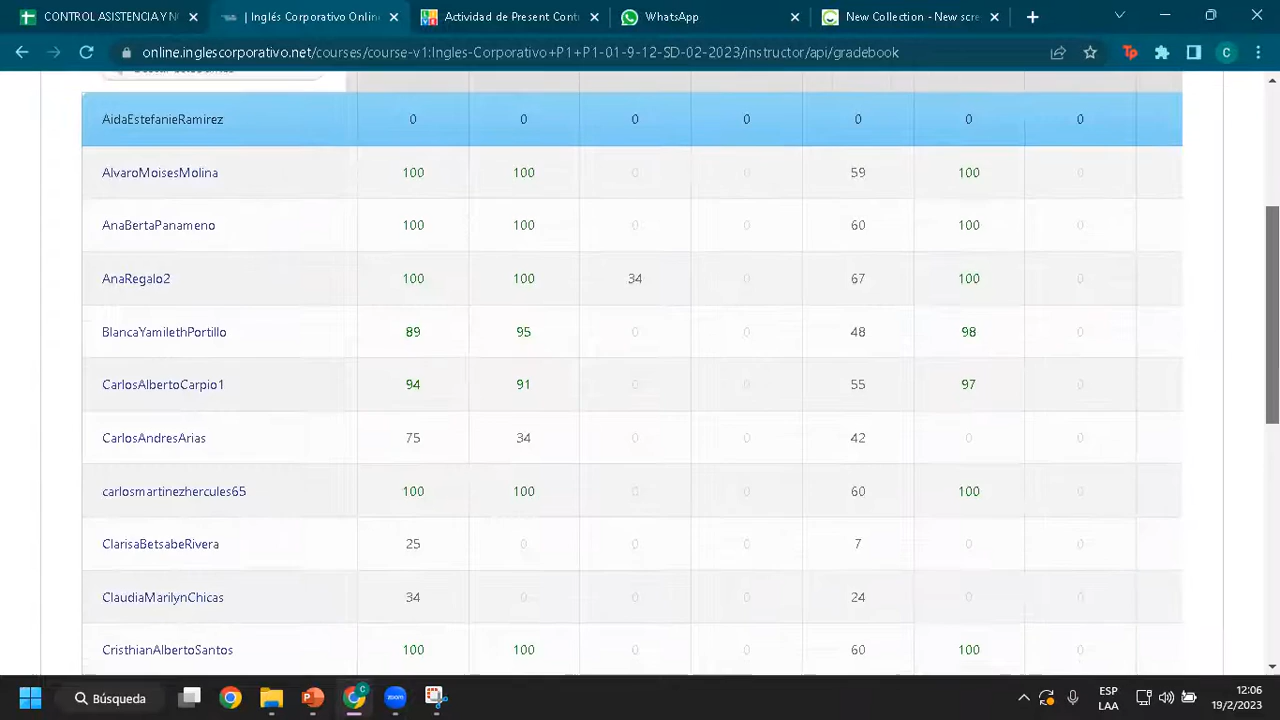 CONTROL ASISTENCIA Y N
| Inglés Corporativo Onlin
Actividad de Present Cont
WhatsApp
New Collection - New scre
online.inglescorporativo.net/courses/course-v1:Ingles-Corporativo+P1+P1-01-9-12-SD-02-2023/instructor/api/gradebook
C
AidaEstefanieRamirez 0 0 0 0 0 0 0
AlvaroMoisesMolina 100 100 0 0 59 100 0
AnaBertaPanameno 100 100 0 0 60 100 0
AnaRegalo2 100 100 34 0 67 100 0
BlancaYamilethPortillo 89 95 0 0 48 98 0
CarlosAlbertoCarpio1 94 91 0 0 55 97 0
CarlosAndresArias 75 34 0 0 42 0 0
carlosmartinezhercules65 100 100 0 0 60 100 0
ClarisaBetsabeRivera 25 0 0 0 7 0 0
ClaudiaMarilynChicas 34 0 0 0 24 0 0
CristhianAlbertoSantos 100 100 0 0 60 100 0
Búsqueda
zoom
ESP
LAA
12:06
19/2/2023